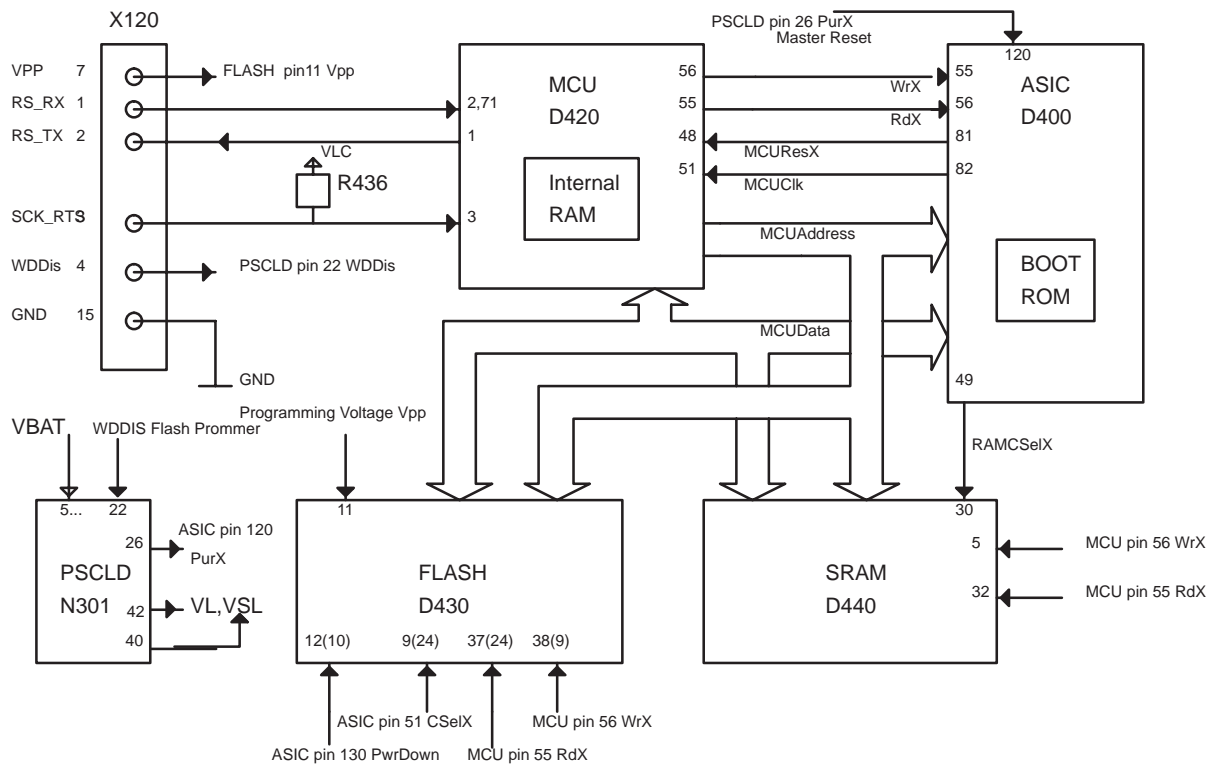 X120
PSCLD pin 26 PurX
Master Reset
VPP 7
FLASH pin11 Vpp
RS_RX 1
RS_TX 2
VLC
R436
SCK_RTS 3
WDDis 4
PSCLD pin 22 WDDis
GND 15
GND
MCU
D420
2,71
1
3
Internal
RAM
56
55
48
51
WrX
RdX
MCUResX
MCUClk
MCUAddress
MCUData
120
55
56
81
82
ASIC
D400
BOOT
ROM
49
RAMCSelX
VBAT
WDDIS Flash Prommer
Programming Voltage Vpp
5...
22
26
PSCLD
N301
42
40
ASIC pin 120
PurX
VL,VSL
11
FLASH
D430
12(10)
9(24)
37(24)
38(9)
ASIC pin 51 CSelX
MCU pin 56 WrX
ASIC pin 130 PwrDown
MCU pin 55 RdX
30
5
32
SRAM
D440
MCU pin 56 WrX
MCU pin 55 RdX